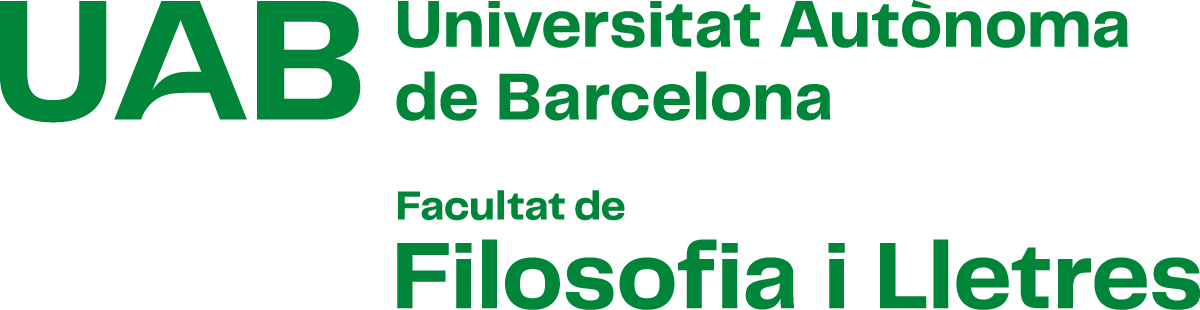 UAB
Universitat Autònoma
de Barcelona
Facultat de
Filosofia i Lletres